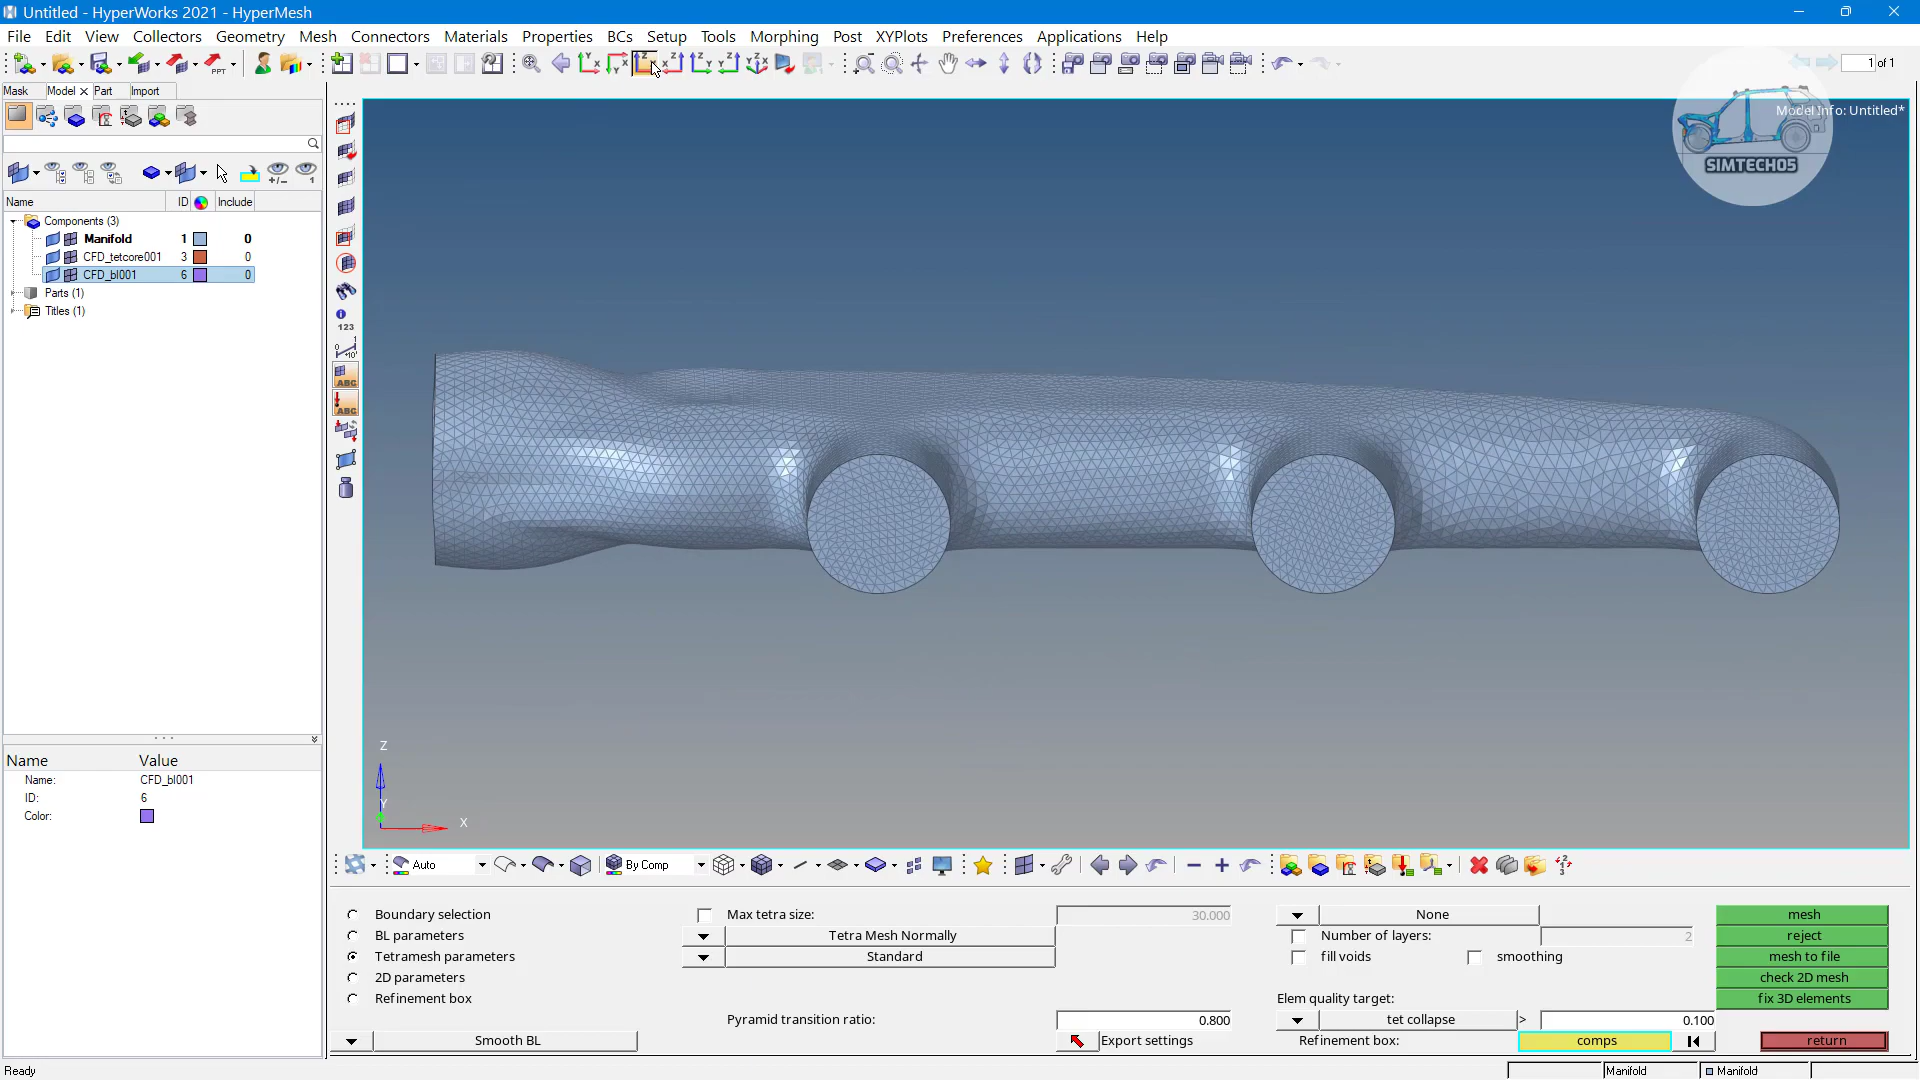 Untitled - HyperWorks 2021 - HyperMesh
File Edit View Collectors Geometry Mesh Connectors Materials Properties BCs Setup Tools Morphing Post XYPlots Preferences Applications Help
1 of 1
Mask Model Part Import
Model Info: Untitled*
SIMTECH05
Name ID Include
Components (3)
Manifold 1 0
CFD_tetcore001 3 0
CFD_bl001 6 0
Parts (1)
Titles (1)
123
ABC
ABC
Name Value
Name: CFD_bl001
ID: 6
Color:
Z
Y
X
Auto By Comp
Boundary selection
BL parameters
Tetramesh parameters
2D parameters
Refinement box
Smooth BL
Max tetra size: 30.000
Tetra Mesh Normally
Standard
Pyramid transition ratio: 0.800
Export settings
None
Number of layers: 2
fill voids smoothing
Elem quality target:
tet collapse > 0.100
Refinement box: comps
mesh
reject
mesh to file
check 2D mesh
fix 3D elements
return
Ready Manifold Manifold